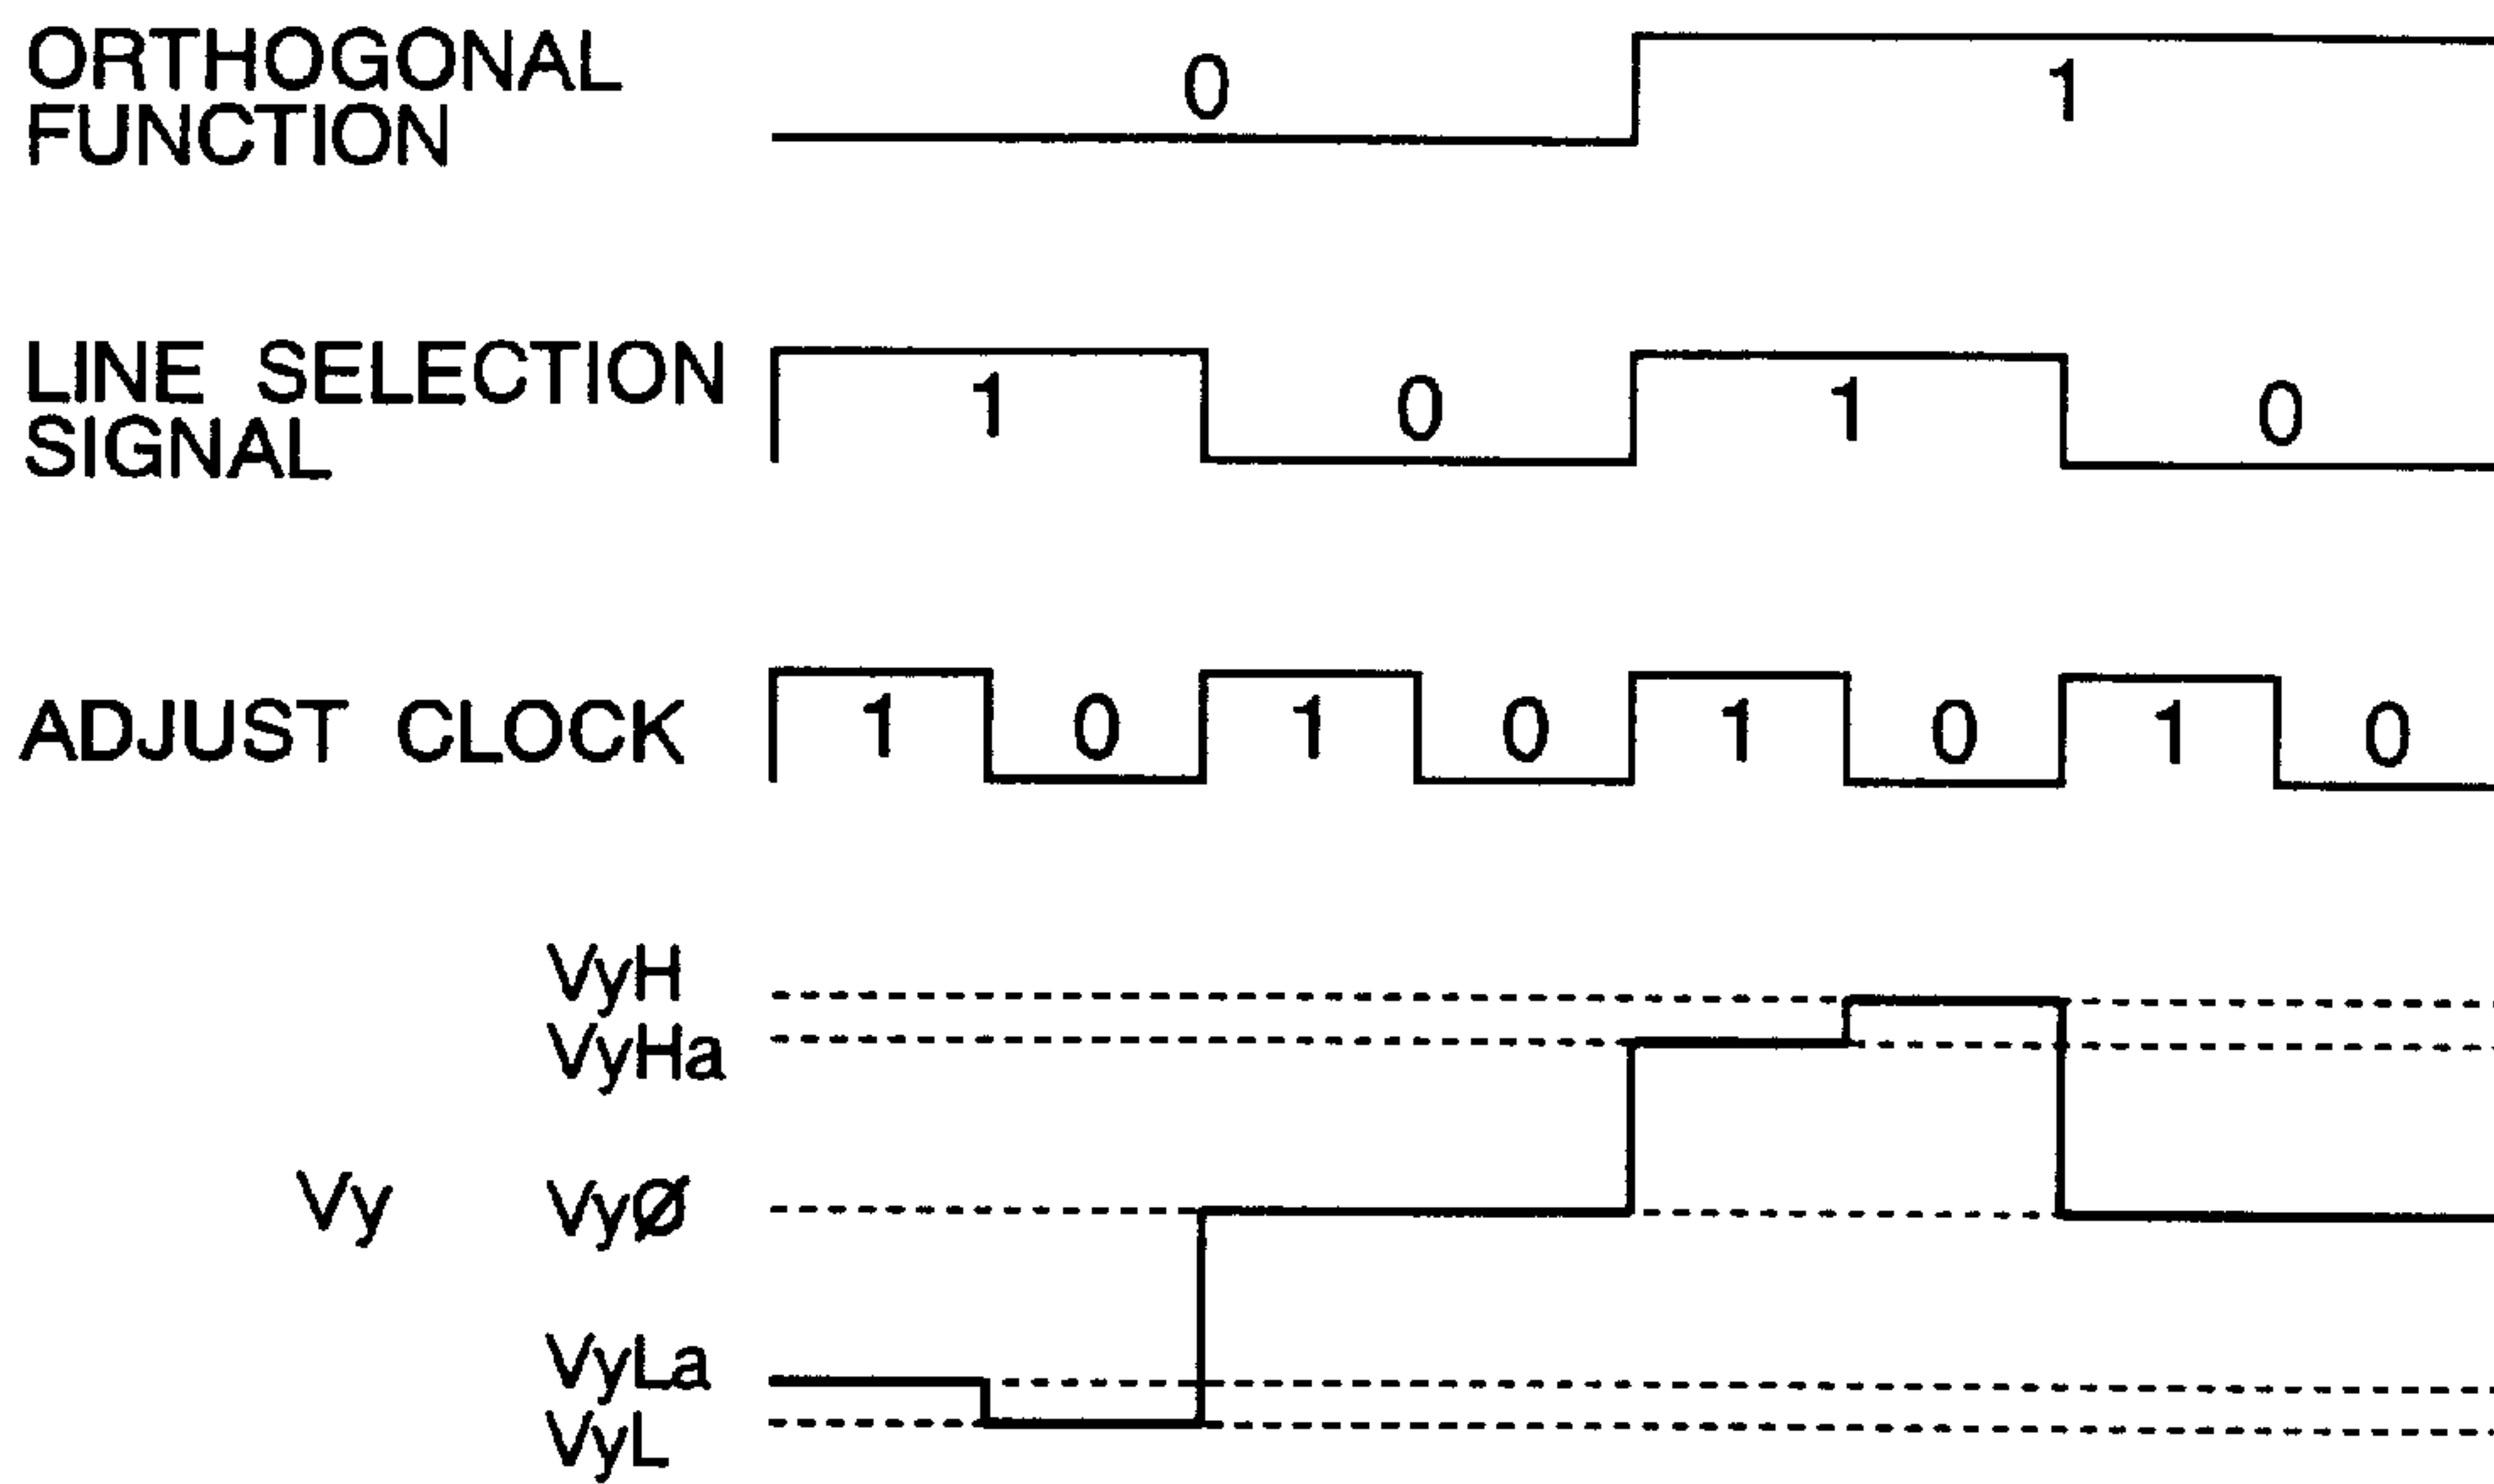 ORTHOGONAL
FUNCTION
0 1
LINE SELECTION
SIGNAL
1 0 1 0
ADJUST CLOCK
1 0 1 0 1 0 1 0
VyH
VyHa
Vy VyØ
VyLa
VyL